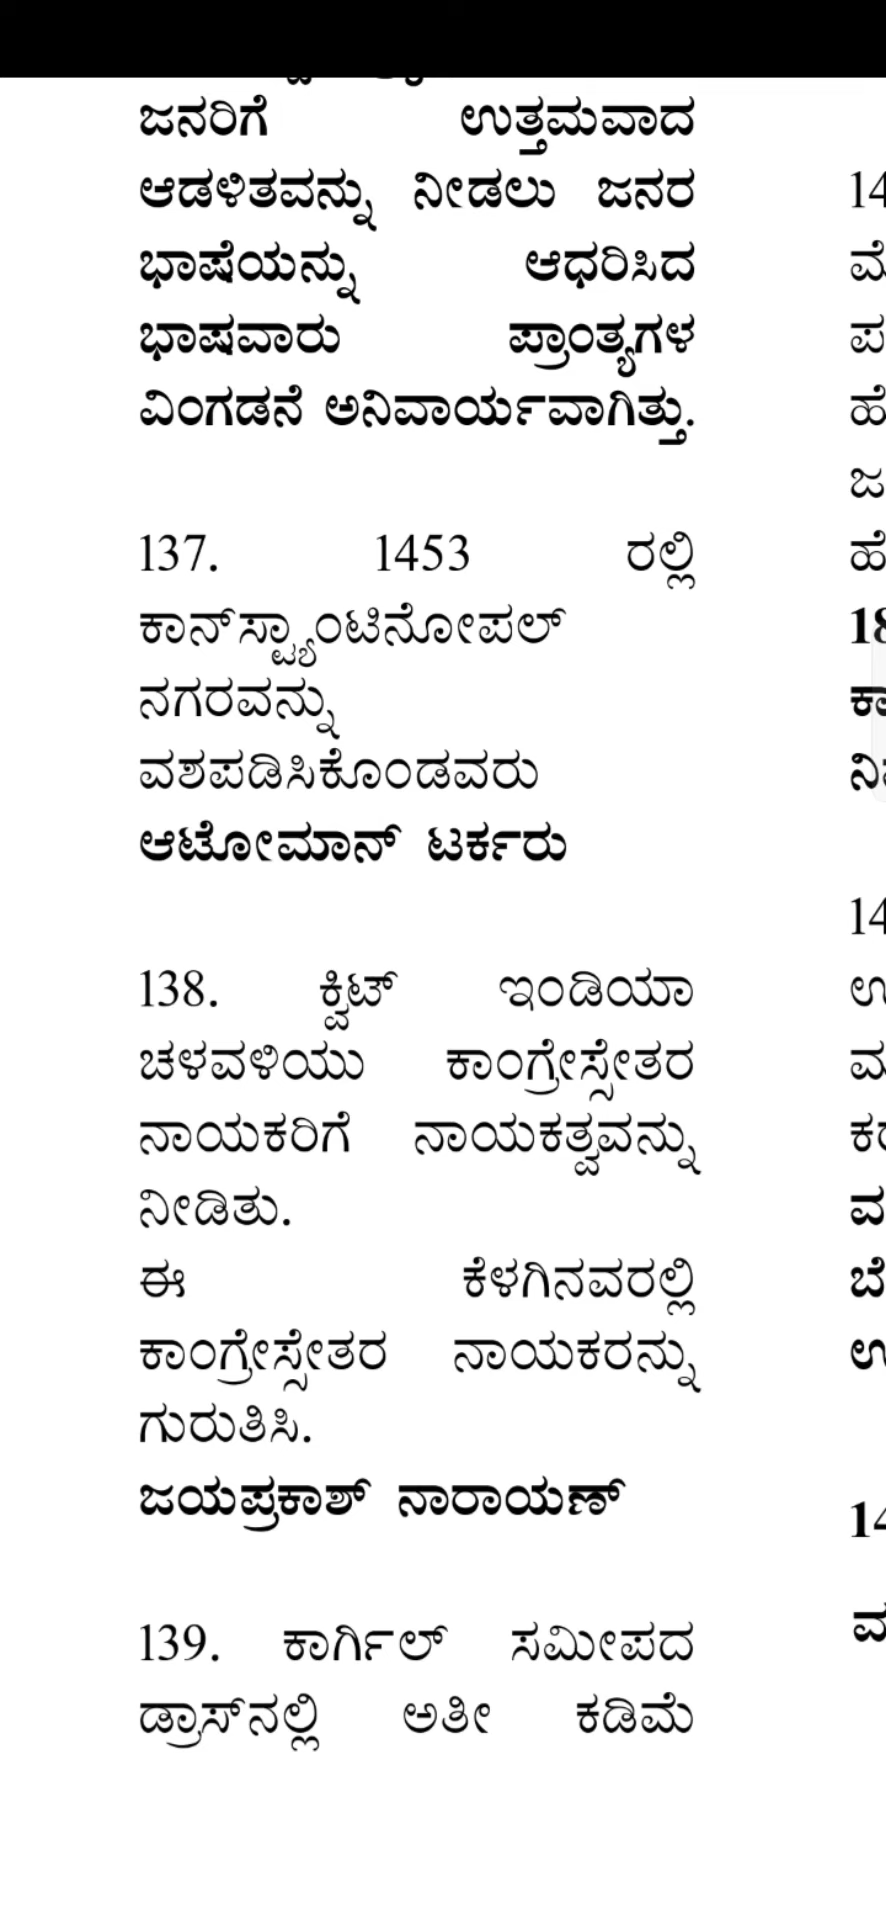 ಜನರಿಗೆ ಉತ್ತಮವಾದ
ಆಡಳಿತವನ್ನು ನೀಡಲು ಜನರ
ಭಾಷೆಯನ್ನು ಆಧರಿಸಿದ
ಭಾಷವಾರು ಪ್ರಾಂತ್ಯಗಳ
ವಿಂಗಡನೆ ಅನಿವಾರ್ಯವಾಗಿತ್ತು.
137. 1453 ರಲ್ಲಿ
ಕಾನ್‌ಸ್ಟ್ಯಾಂಟಿನೋಪಲ್
ನಗರವನ್ನು
ವಶಪಡಿಸಿಕೊಂಡವರು
ಆಟೋಮಾನ್ ಟರ್ಕರು
138. ಕ್ವಿಟ್ ಇಂಡಿಯಾ
ಚಳವಳಿಯು ಕಾಂಗ್ರೇಸ್ಸೇತರ
ನಾಯಕರಿಗೆ ನಾಯಕತ್ವವನ್ನು
ನೀಡಿತು.
ಈ ಕೆಳಗಿನವರಲ್ಲಿ
ಕಾಂಗ್ರೇಸ್ಸೇತರ ನಾಯಕರನ್ನು
ಗುರುತಿಸಿ.
ಜಯಪ್ರಕಾಶ್ ನಾರಾಯಣ್
139. ಕಾರ್ಗಿಲ್ ಸಮೀಪದ
ಡ್ರಾಸ್‌ನಲ್ಲಿ ಅತೀ ಕಡಿಮೆ